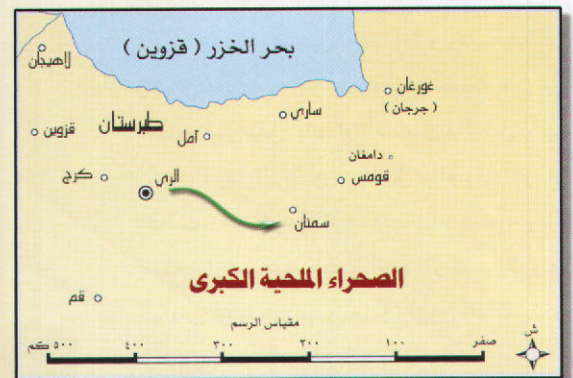 بحر الخزر ( قزوين )
لاهيجان
غورغان
( جرجان )
ساري
طبرستان
قزوين
آمل
دامغان
قومس
كرج
الري
سمنان
الصحراء الملحية الكبرى
قم
مقياس الرسم
ش
صفر
١٠٠
٢٠٠
٣٠٠
٤٠٠
٥٠٠ كم